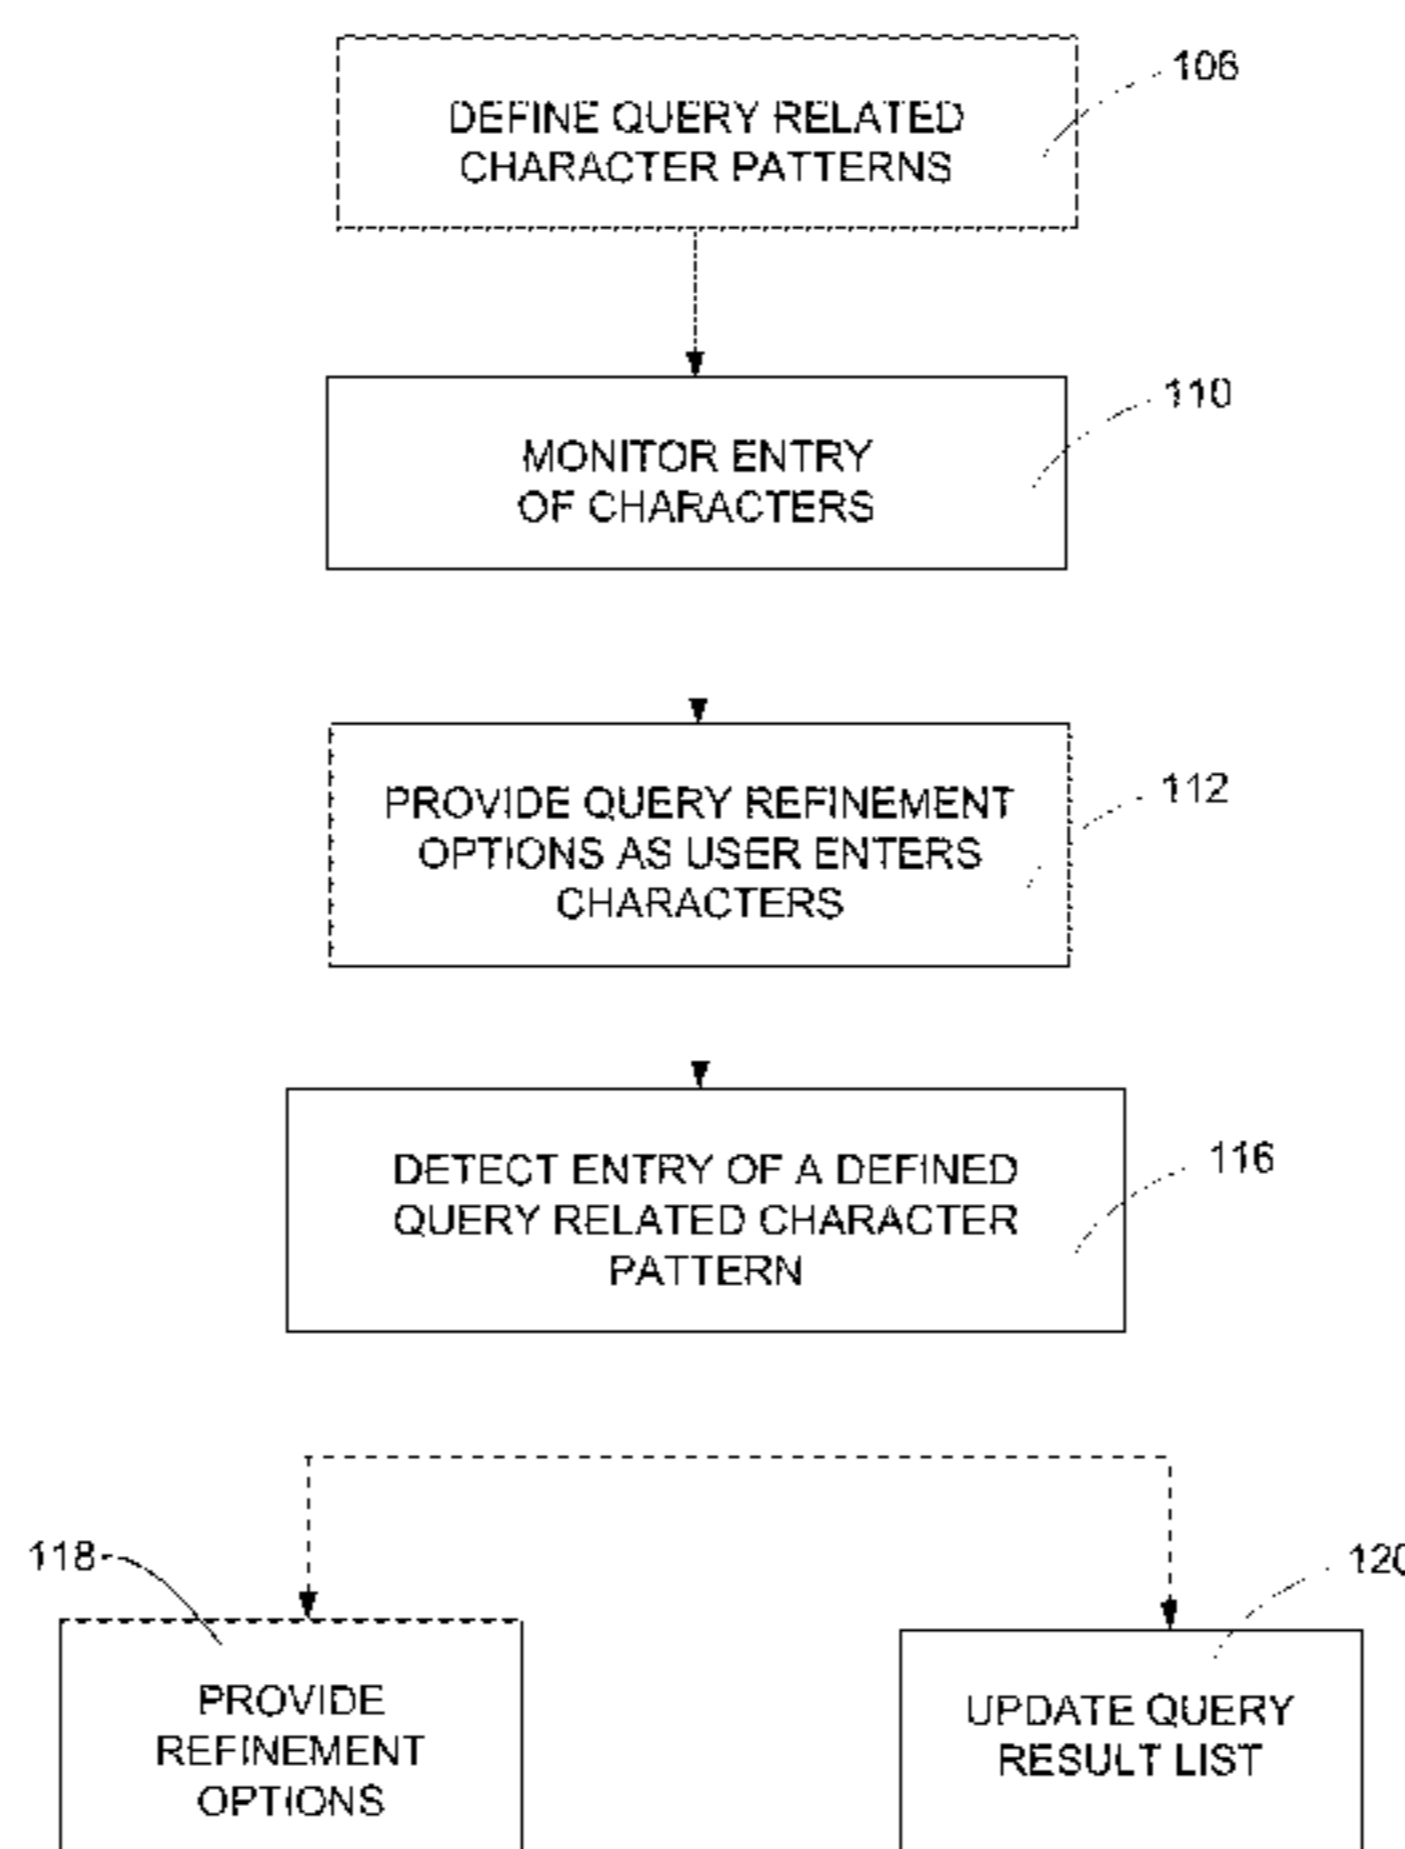 106
DEFINE QUERY RELATED
CHARACTER PATTERNS
110
MONITOR ENTRY
OF CHARACTERS
112
PROVIDE QUERY REFINEMENT
OPTIONS AS USER ENTERS
CHARACTERS
116
DETECT ENTRY OF A DEFINED
QUERY RELATED CHARACTER
PATTERN
118
120
PROVIDE
REFINEMENT
OPTIONS
UPDATE QUERY
RESULT LIST